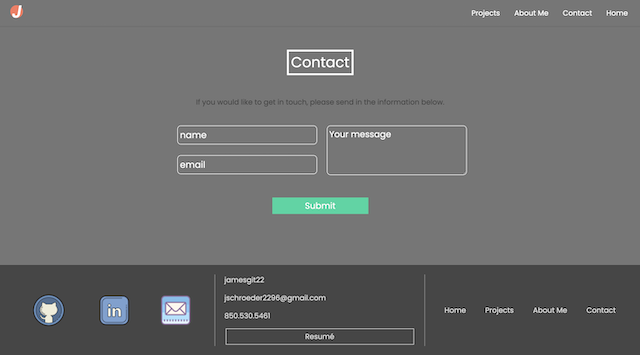 J
Projects About Me Contact Home
Contact
If you would like to get in touch, please send in the information below.
name
Your message
email
Submit
in
jamesgit22
jschroeder2296@gmail.com
850.530.5461
Resumé
Home Projects About Me Contact